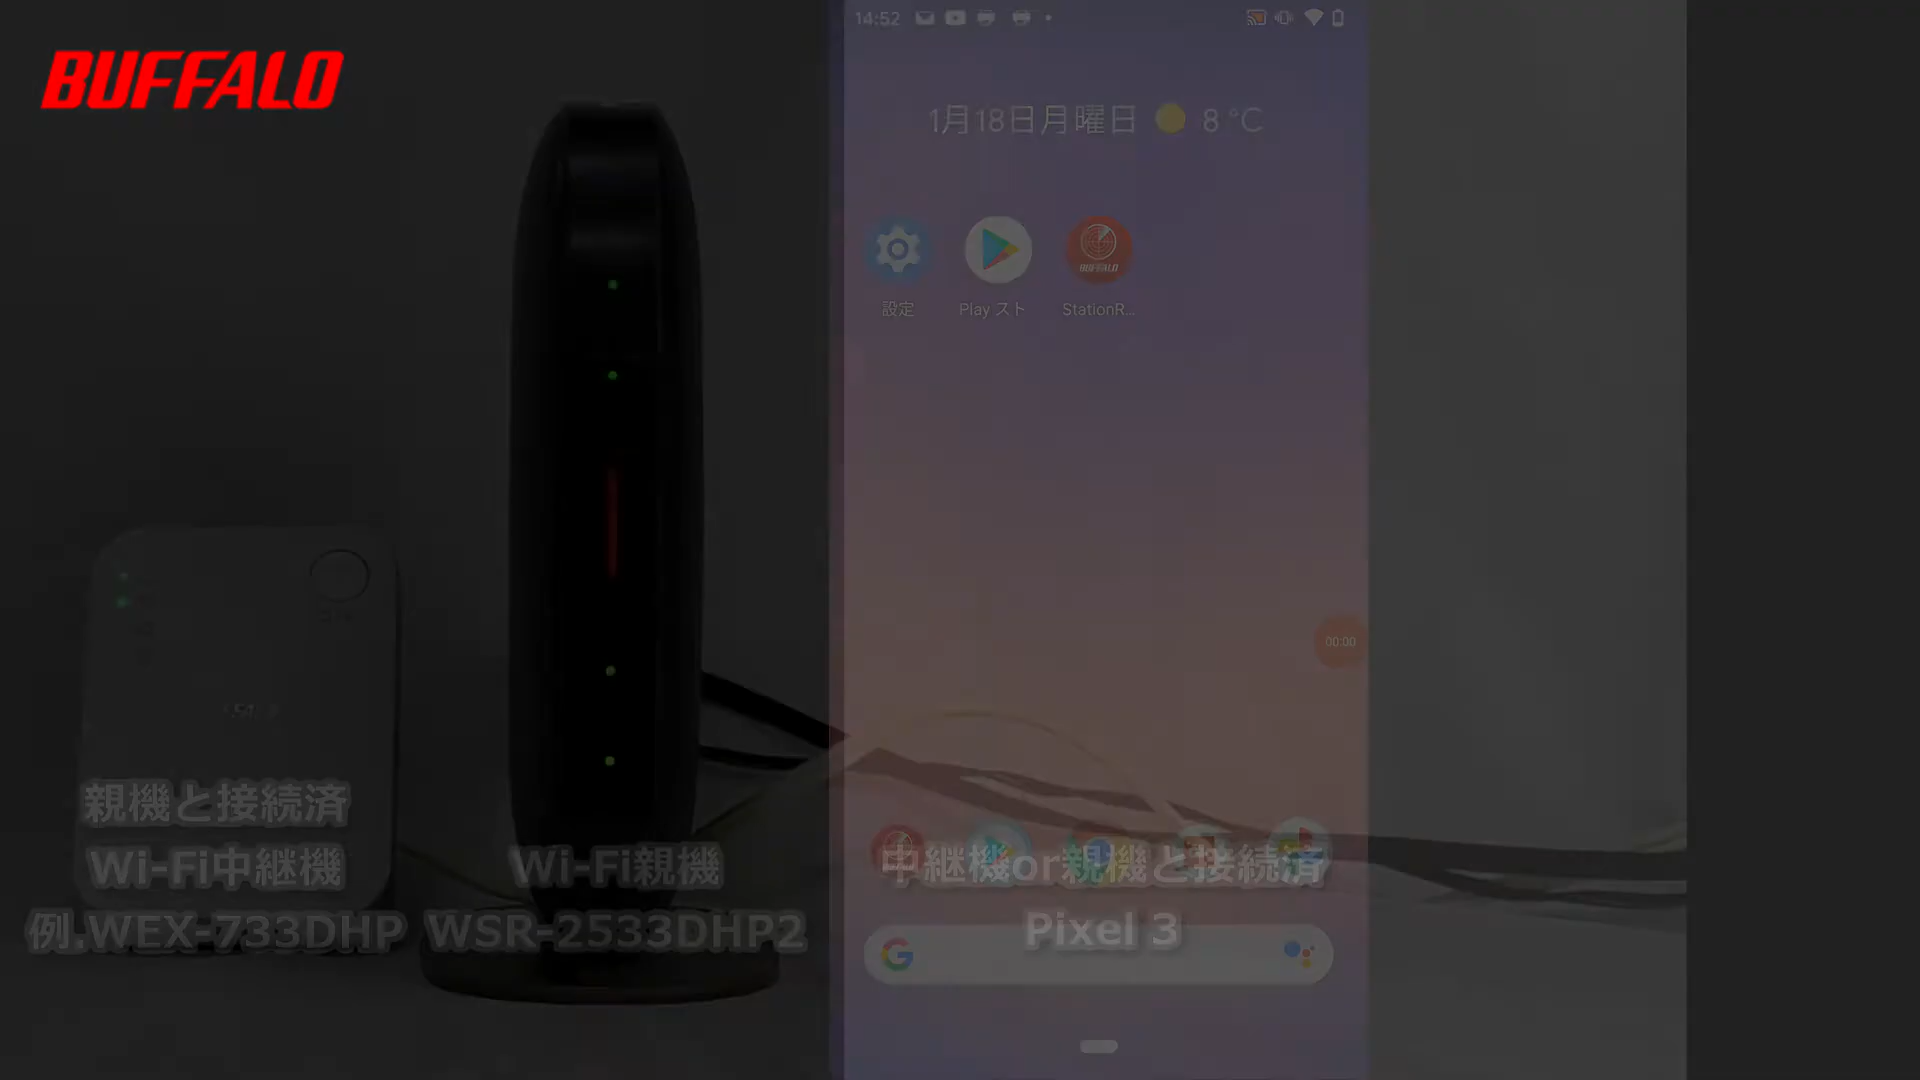 BUFFALO
14:52
1月18日月曜日 8 °C
BUFFALO
設定 Play スト StationR...
00:00
親機と接続済
Wi-Fi中継機
例.WEX-733DHP
Wi-Fi親機
WSR-2533DHP2
中継機or親機と接続済
Pixel 3